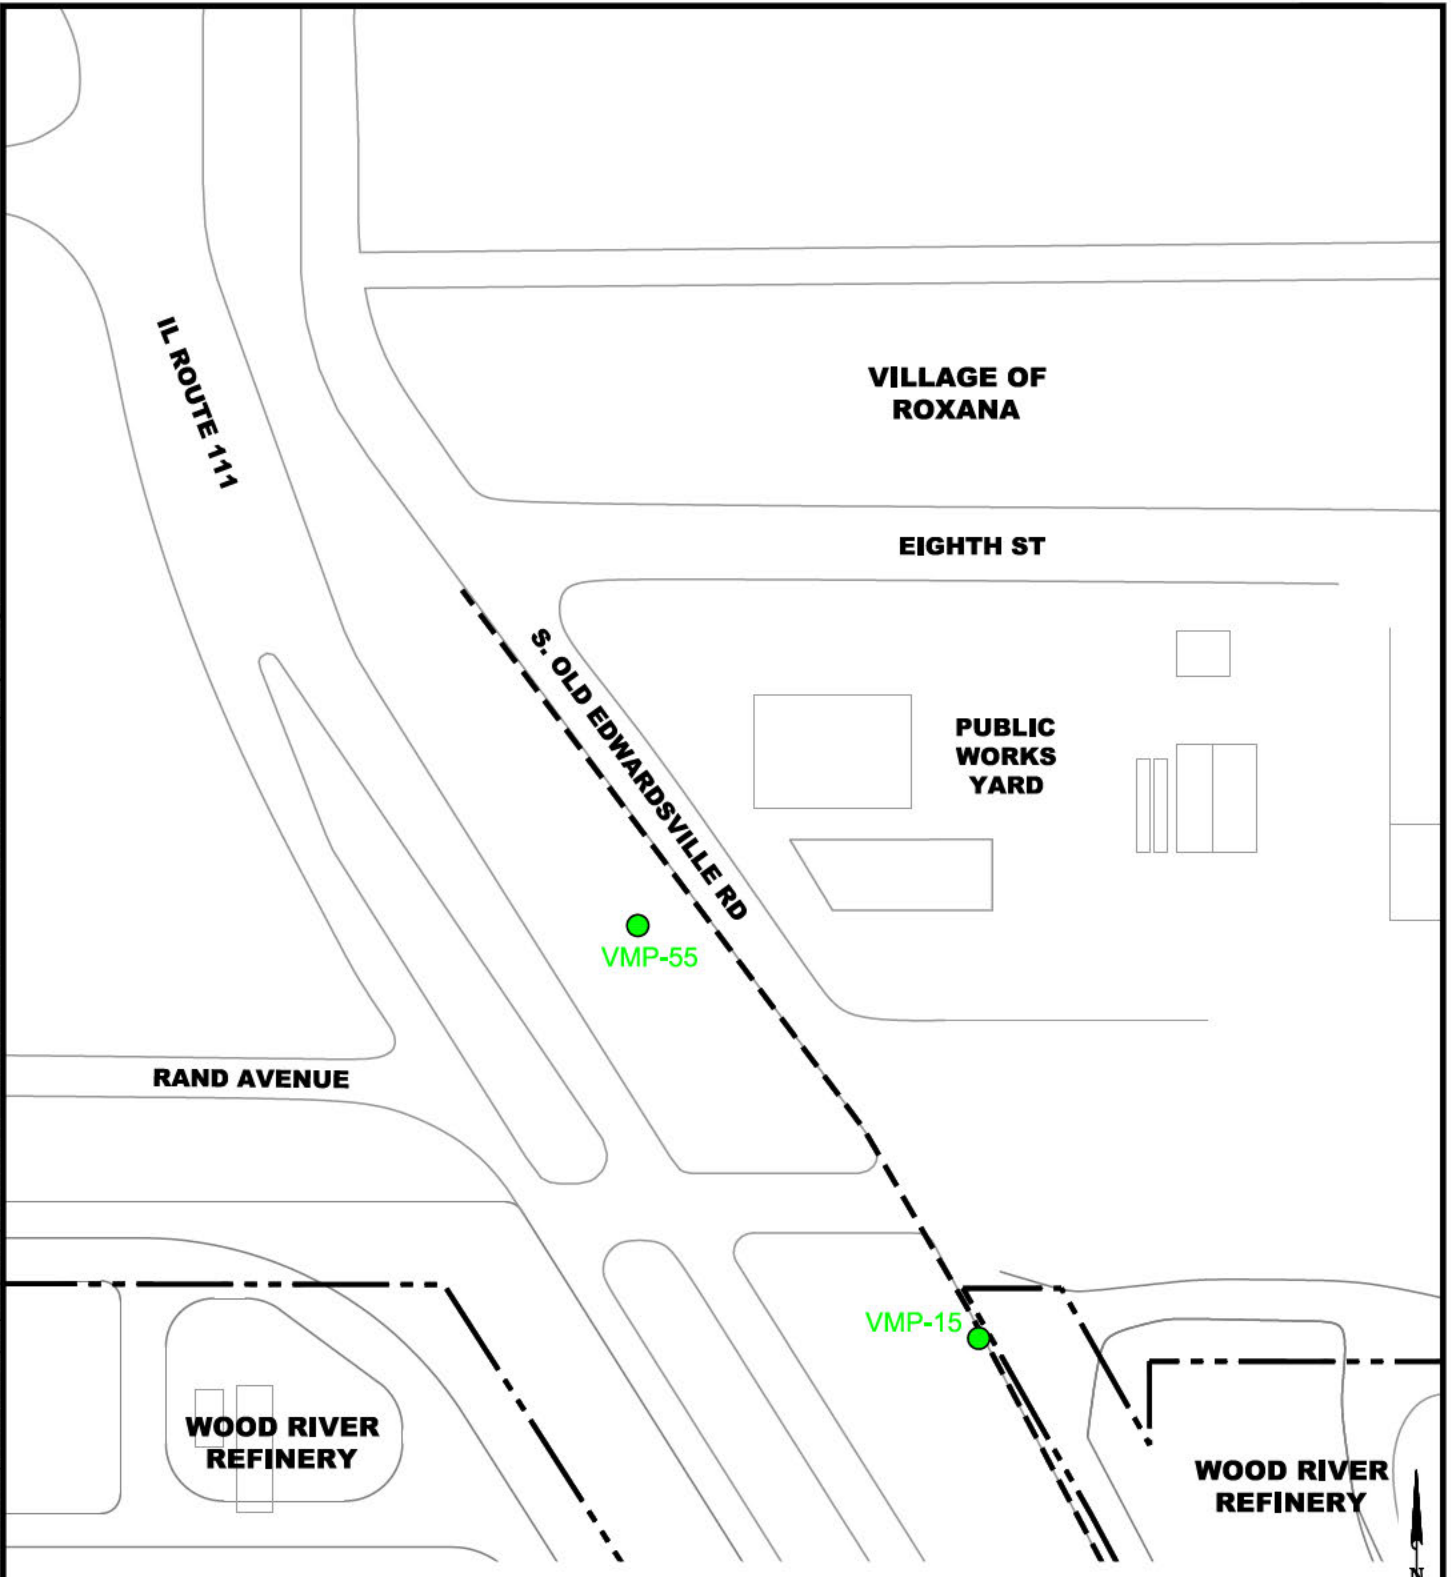 IL ROUTE 111
VILLAGE OF
ROXANA
EIGHTH ST
S. OLD EDWARDSVILLE RD
PUBLIC
WORKS
YARD
VMP-55
RAND AVENUE
VMP-15
WOOD RIVER
REFINERY
WOOD RIVER
REFINERY
N